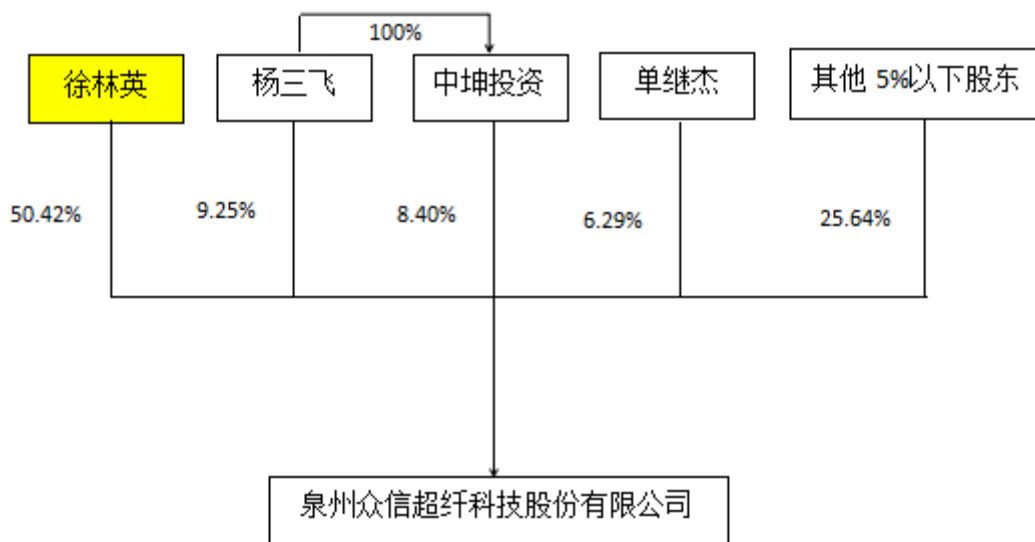 100%
徐林英
杨三飞
中坤投资
单继杰
其他 5%以下股东
50.42%
9.25%
8.40%
6.29%
25.64%
泉州众信超纤科技股份有限公司